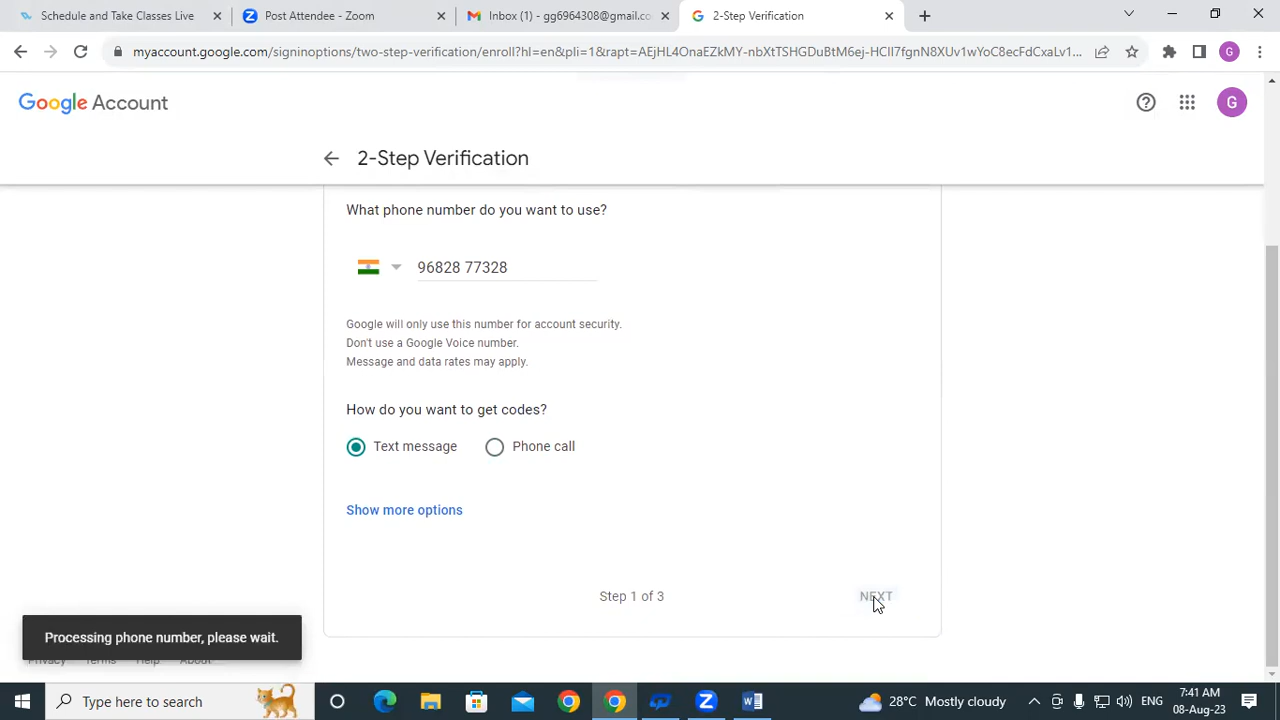 Schedule and Take Classes Live
Post Attendee - Zoom
Inbox (1) - gg6964308@gmail.co
2-Step Verification
myaccount.google.com/signinoptions/two-step-verification/enroll?hl=en&pli=1&rapt=AEjHL4OnaEZkMY-nbXtTSHGDuBtM6ej-HCIl7fgnN8XUv1wYoC8ecFdCxaLv1...
G
Google Account
G
2-Step Verification
What phone number do you want to use?
96828 77328
Google will only use this number for account security.
Don't use a Google Voice number.
Message and data rates may apply.
How do you want to get codes?
Text message
Phone call
Show more options
Step 1 of 3
NEXT
Processing phone number, please wait.
Privacy Terms Help About
Type here to search
28°C Mostly cloudy
ENG
7:41 AM
08-Aug-23